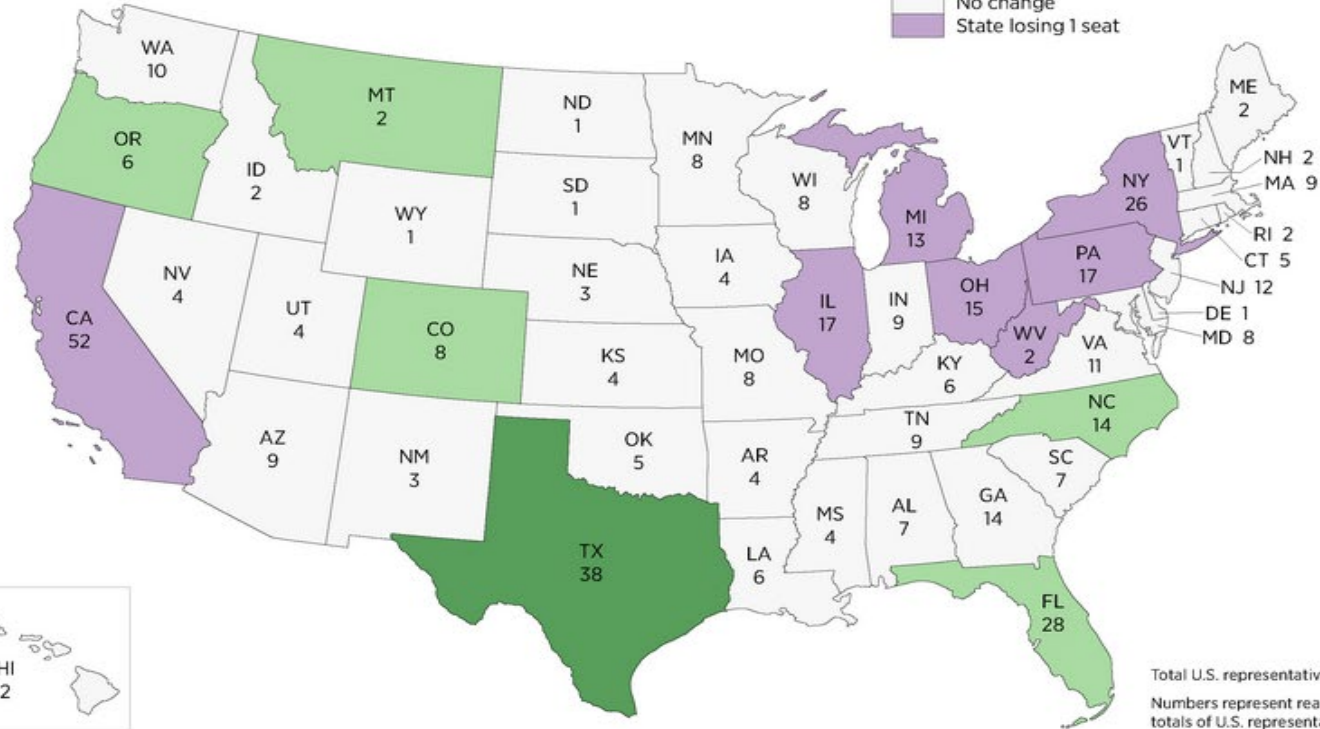 No change
State losing 1 seat
WA
10
MT
2
ND
1
MN
8
ME
2
OR
6
ID
2
SD
1
WI
8
VT
1
NH 2
MA 9
NY
26
WY
1
MI
13
RI 2
CT 5
NV
4
NE
3
IA
4
PA
17
NJ 12
UT
4
CA
52
CO
8
IL
17
IN
9
OH
15
DE 1
MD 8
WV
2
VA
11
KS
4
MO
8
KY
6
NC
14
AZ
9
NM
3
OK
5
AR
4
TN
9
SC
7
MS
4
AL
7
GA
14
TX
38
LA
6
FL
28
HI
2
Total U.S.
Numbers represent
totals of U.S.